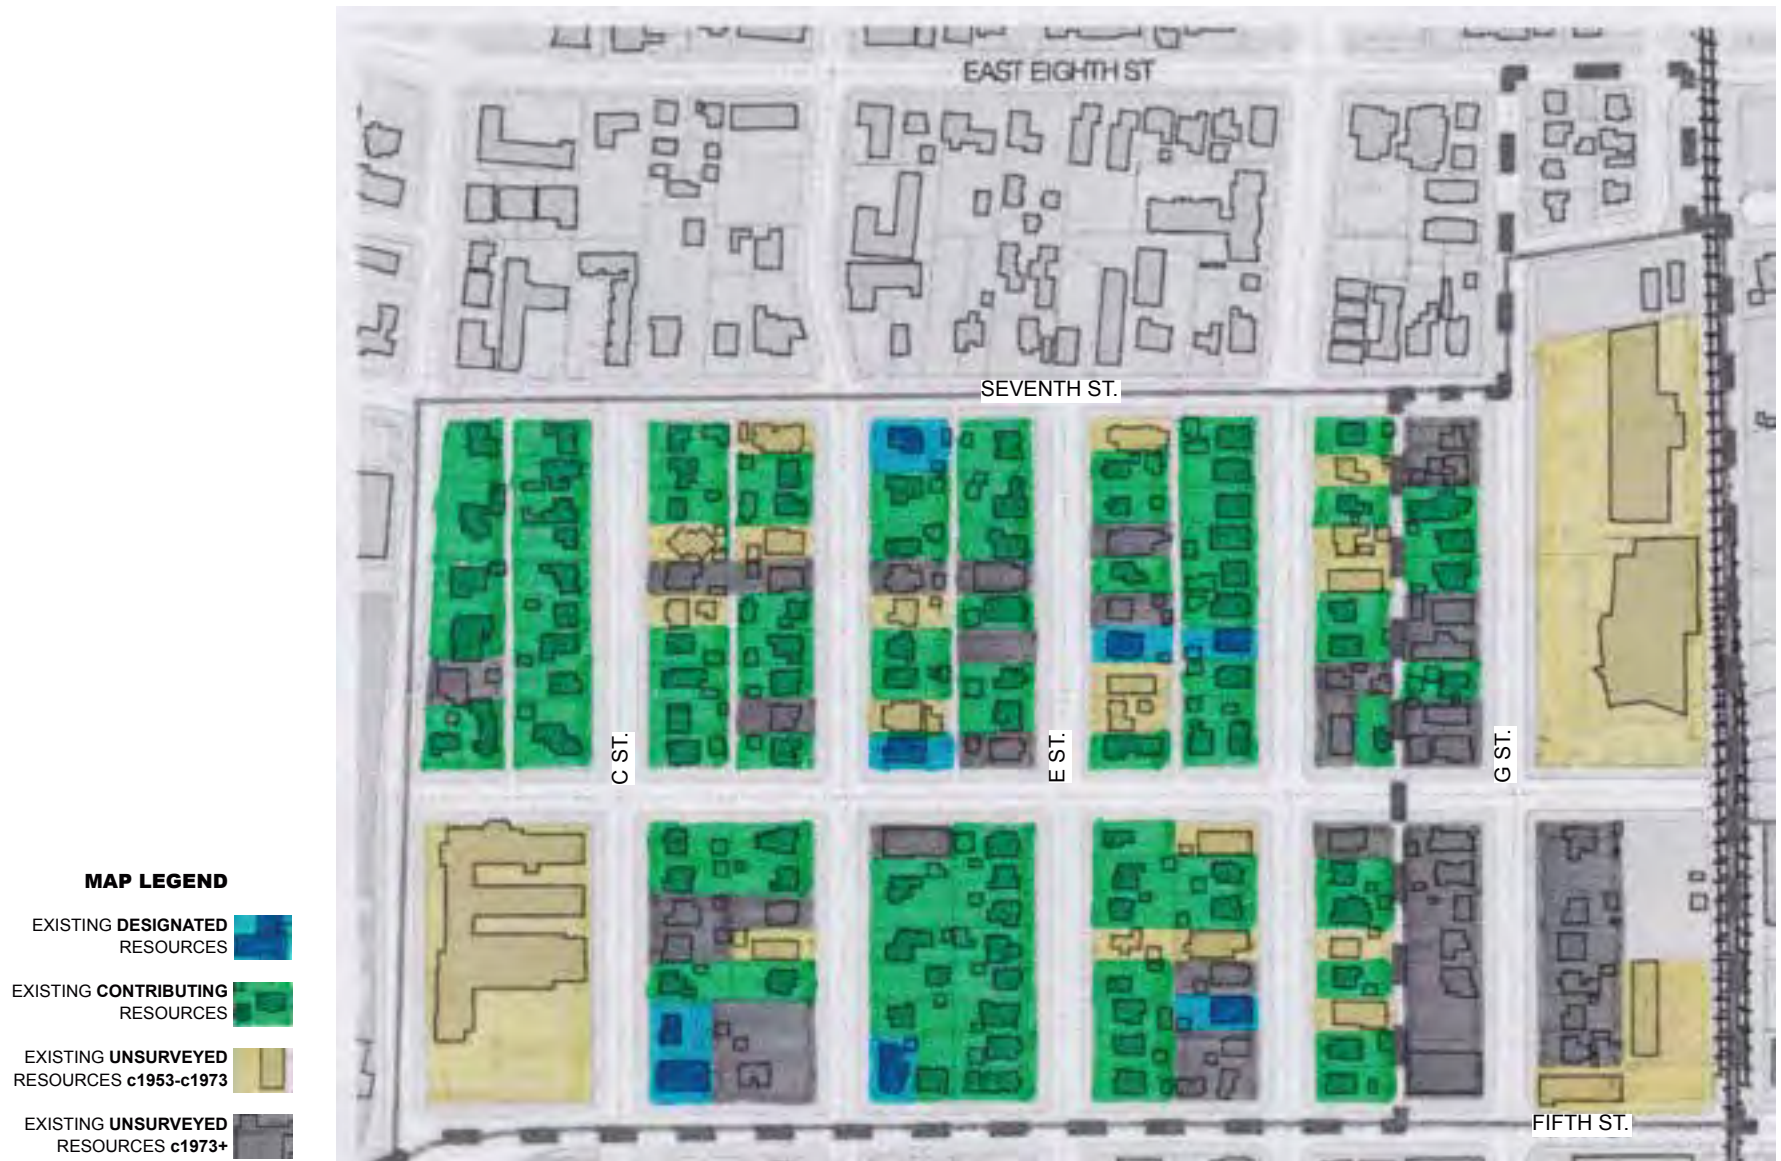 EAST EIGHTH ST
SEVENTH ST.
C ST.
E ST.
G ST.
FIFTH ST.
MAP LEGEND
EXISTING DESIGNATED
RESOURCES
EXISTING CONTRIBUTING
RESOURCES
EXISTING UNSURVEYED
RESOURCES c1953-c1973
EXISTING UNSURVEYED
RESOURCES c1973+